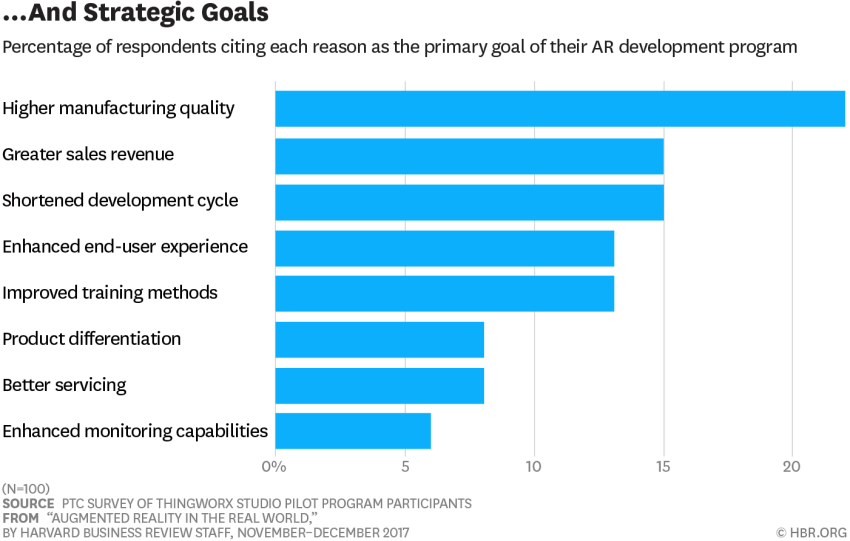 ...And Strategic Goals
Percentage of respondents citing each reason as the primary goal of their AR development program
Higher manufacturing quality
Greater sales revenue
Shortened development cycle
Enhanced end-user experience
Improved training methods
Product differentiation
Better servicing
Enhanced monitoring capabilities
0% 5 10 15 20
(N=100)
SOURCE PTC SURVEY OF THINGWORX STUDIO PILOT PROGRAM PARTICIPANTS
FROM “AUGMENTED REALITY IN THE REAL WORLD,”
BY HARVARD BUSINESS REVIEW STAFF, NOVEMBER–DECEMBER 2017
© HBR.ORG